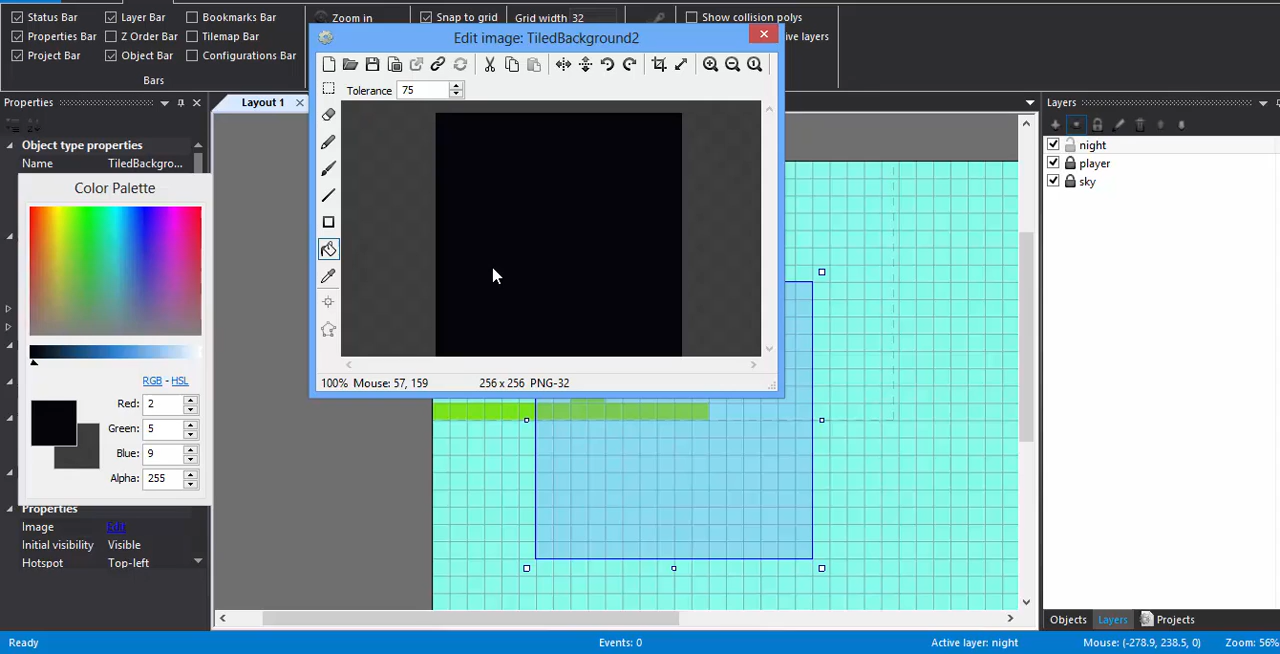 Status Bar Layer Bar Bookmarks Bar Zoom in Snap to grid Grid width 32 Show collision polys
Properties Bar Z Order Bar Tilemap Bar
Project Bar Object Bar Configurations Bar
Bars
Edit image: TiledBackground2
Tolerance 75
Properties
Layout 1
Layers
Object type properties
Name TiledBackgro...
Color Palette
RGB - HSL
Red: 2
Green: 5
Blue: 9
Alpha: 255
Properties
Image Edit
Initial visibility Visible
Hotspot Top-left
100% Mouse: 57, 159 256 x 256 PNG-32
night
player
sky
Objects Layers Projects
Ready Events: 0 Active layer: night Mouse: (-278.9, 238.5, 0) Zoom: 56%